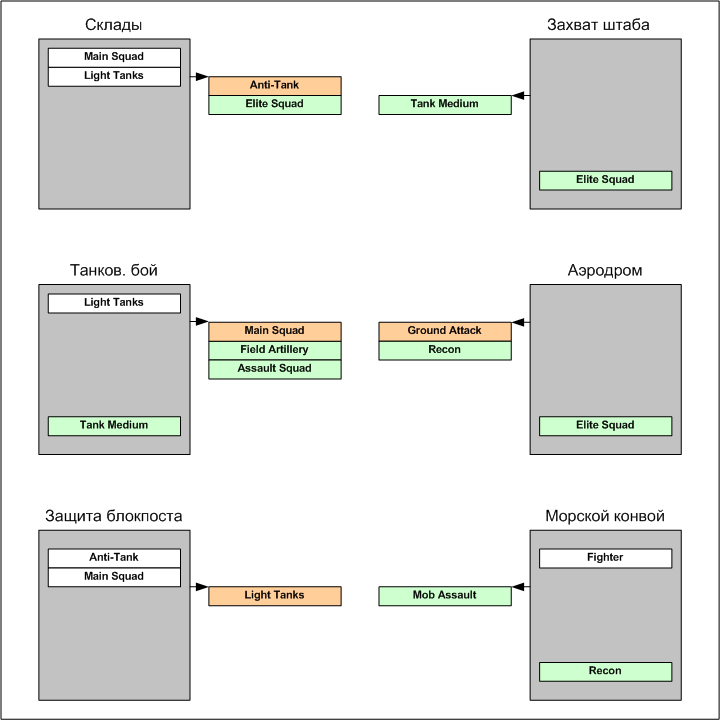 Склады
Main Squad
Light Tanks
Anti-Tank
Elite Squad
Захват штаба
Tank Medium
Elite Squad
Танков. бой
Light Tanks
Main Squad
Field Artillery
Assault Squad
Tank Medium
Аэродром
Ground Attack
Recon
Elite Squad
Защита блокпоста
Anti-Tank
Main Squad
Light Tanks
Морской конвой
Fighter
Mob Assault
Recon